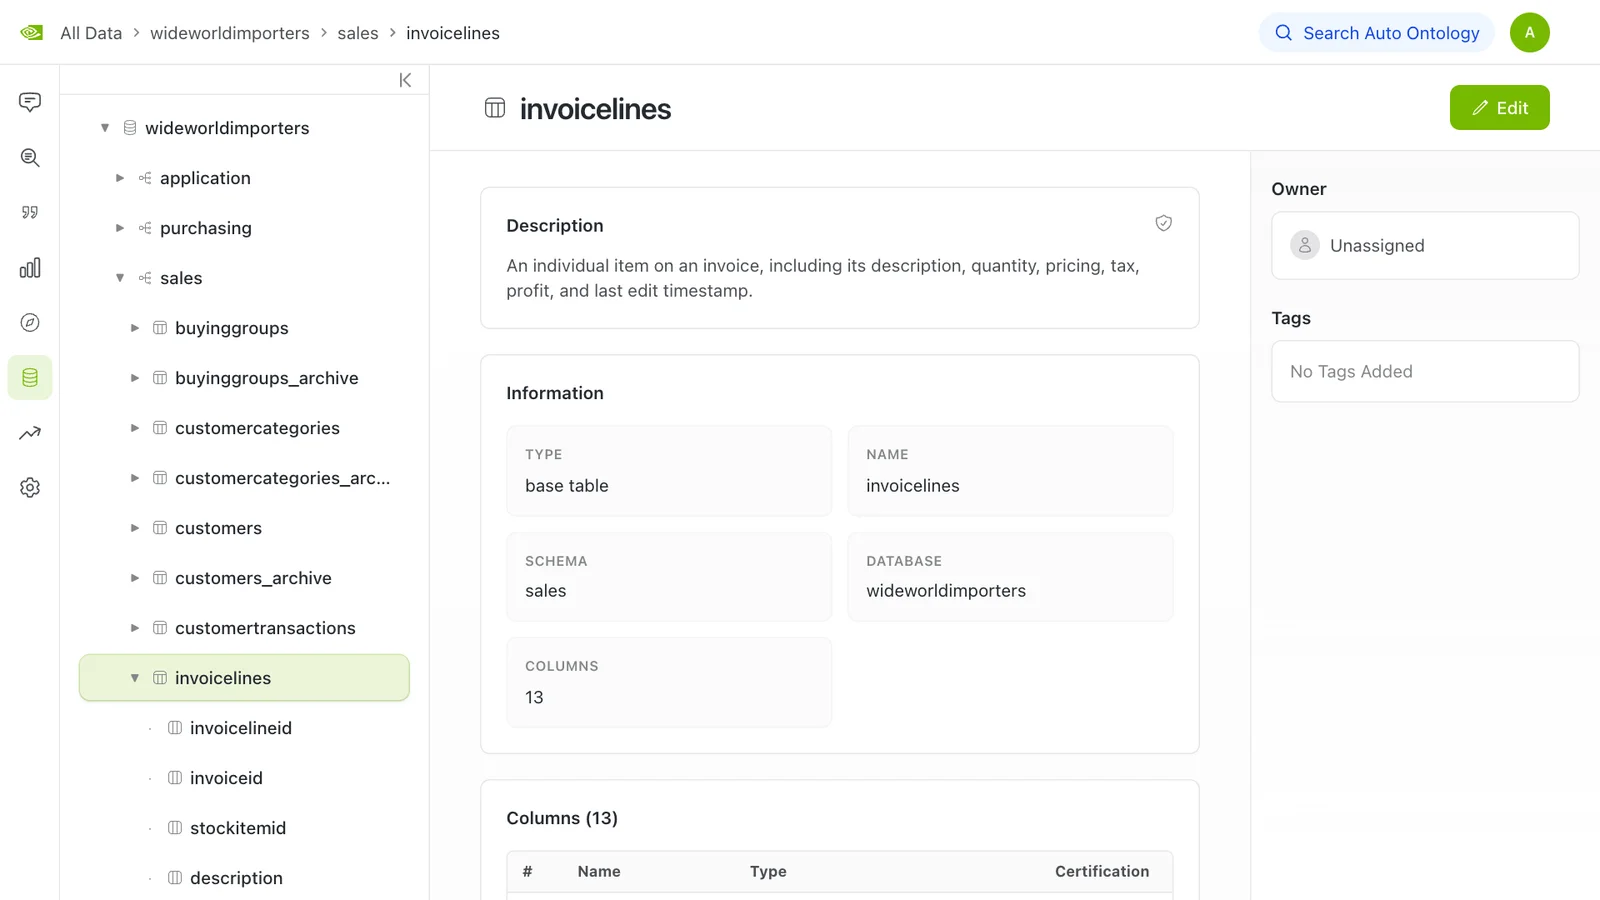 All Data > wideworldimporters > sales > invoicelines
Search Auto Ontology
A
wideworldimporters
application
purchasing
sales
buyinggroups
buyinggroups_archive
customercategories
customercategories_arc...
customers
customers_archive
customertransactions
invoicelines
invoicelineid
invoiceid
stockitemid
description
invoicelines
Edit
Description
An individual item on an invoice, including its description, quantity, pricing, tax,
profit, and last edit timestamp.
Information
TYPE
base table
NAME
invoicelines
SCHEMA
sales
DATABASE
wideworldimporters
COLUMNS
13
Columns (13)
# Name Type Certification
Owner
Unassigned
Tags
No Tags Added